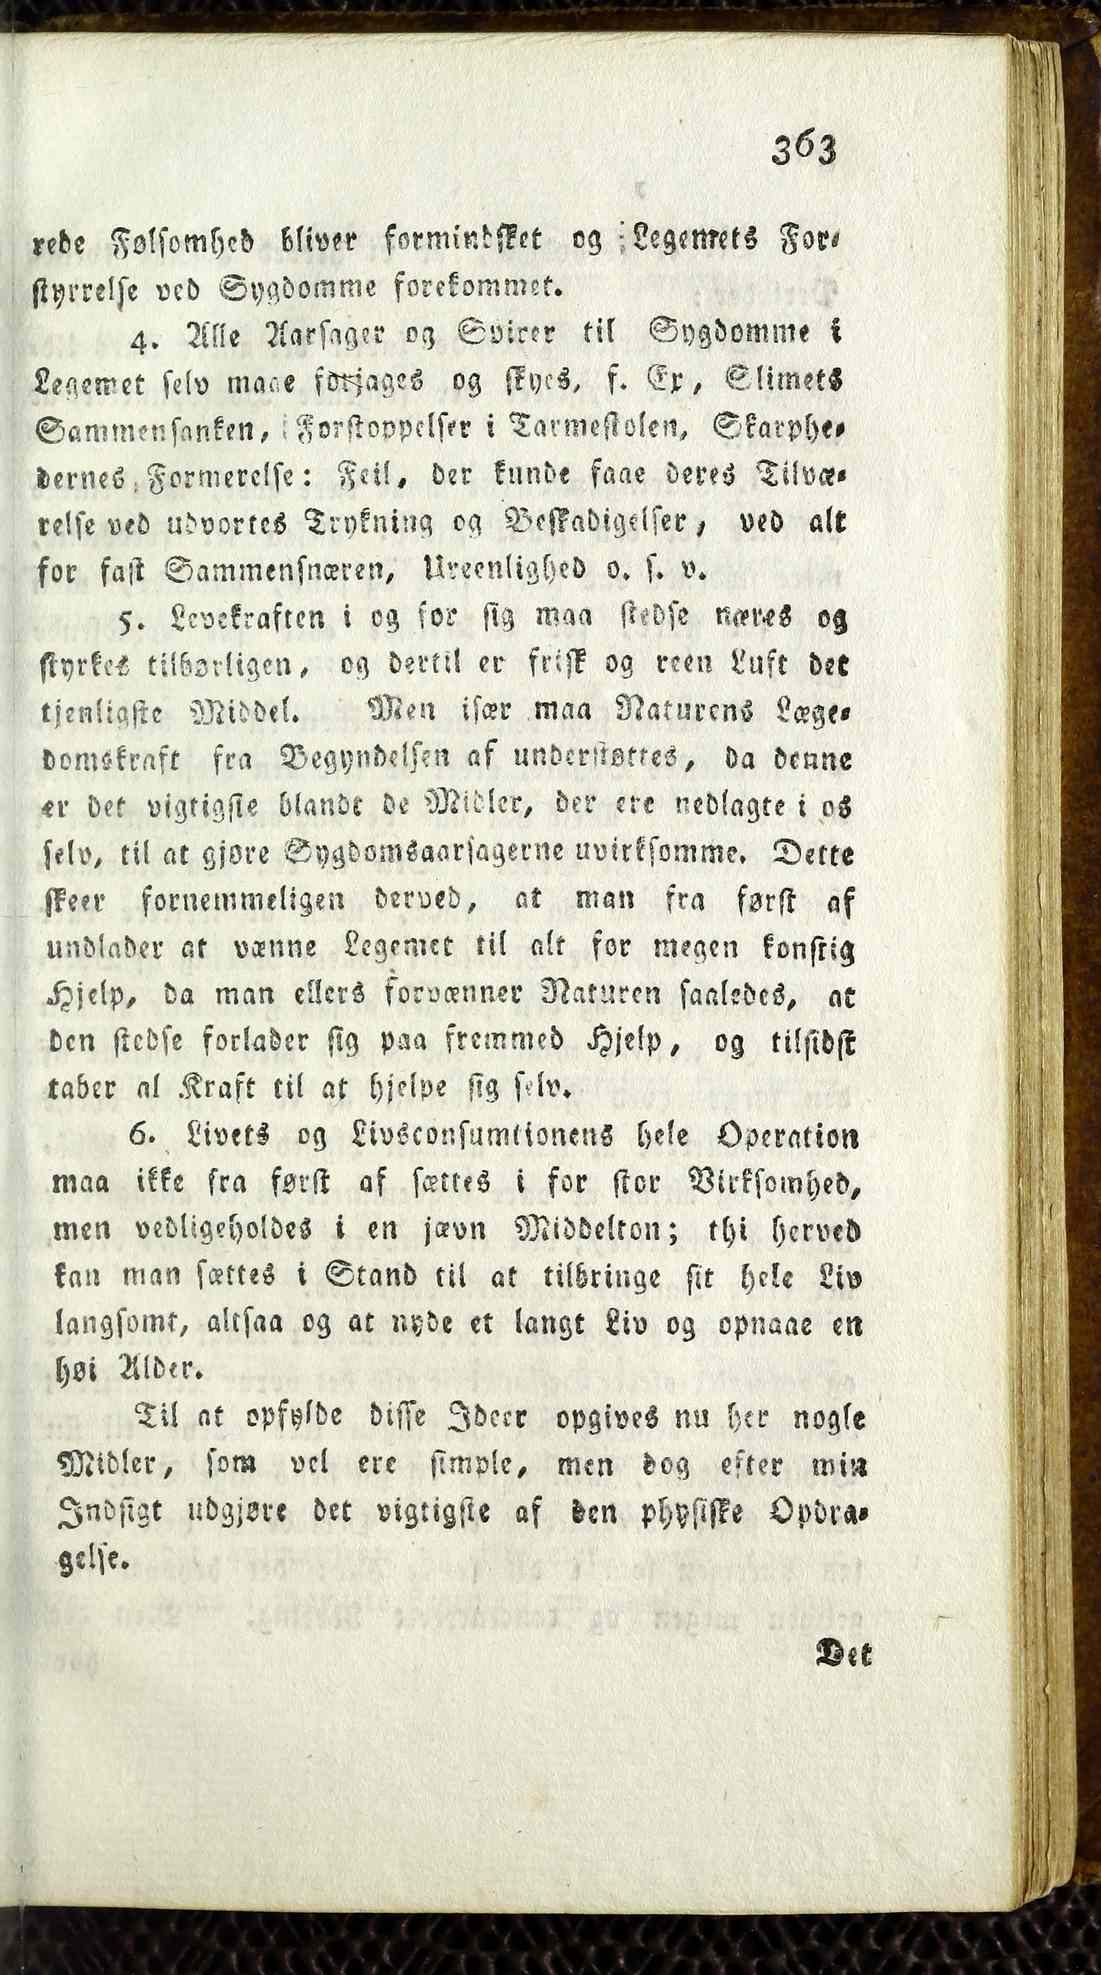 363
rede Følsomhed bliver formindsket og Legemets For-
styrrelse ved Sygdomme forekommet.
4. Alle Aarsager og Spirer til Sygdomme i
Legemet selv maae forjages og skyes, f. Ex, Slimets
Sammensanken, Forstoppelser i Tarmestolen, Skarphe-
dernes Formerelse: Feil, der kunde faae deres Tilvæ-
relse ved udvortes Trykning og Beskadigelser, ved alt
for fast Sammensnæren, Ureenlighed o. s. v.
5. Levekraften i og for sig maa stedse næres og
styrkes tilbørligen, og dertil er frisk og reen Luft det
tjenligste Middel. Men især maa Naturens Læge-
domskraft fra Begyndelsen af understøttes, da denne
er det vigtigste blandt de Midler, der ere nedlagte i os
selv, til at gjøre Sygdomsaarsagerne uvirksomme. Dette
skeer fornemmeligen derved, at man fra først af
undlader at vænne Legemet til alt for megen konstig
Hjelp, da man ellers forvænner Naturen saaledes, at
den stedse forlader sig paa fremmed Hjelp, og tilsidst
taber al Kraft til at hjelpe sig selv.
6. Livets og Livsconsumtionens hele Operation
maa ikke fra først af sættes i for stor Virksomhed,
men vedligeholdes i en jævn Middelton; thi herved
kan man sættes i Stand til at tilbringe sit hele Liv
langsomt, altsaa og at nyde et langt Liv og opnaae en
høi Alder.
Til at opfylde disse Ideer opgives nu her nogle
Midler, som vel ere simple, men dog efter min
Indsigt udgjøre det vigtigste af den physiske Opdra-
gelse.
Det